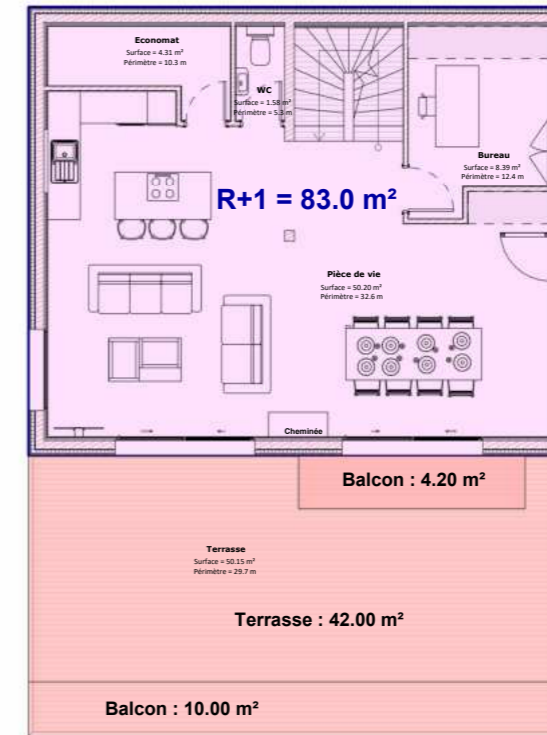 Economat
Surface = 4.31 m²
Périmètre = 10.3 m
WC
Surface = 1.58 m²
Périmètre = 5.3 m
Bureau
Surface = 8.39 m²
Périmètre = 12.4 m
R+1 = 83.0 m²
Pièce de vie
Surface = 50.20 m²
Périmètre = 32.6 m
Cheminée
Balcon : 4.20 m²
Terrasse
Surface = 50.15 m²
Périmètre = 29.7 m
Terrasse : 42.00 m²
Balcon : 10.00 m²